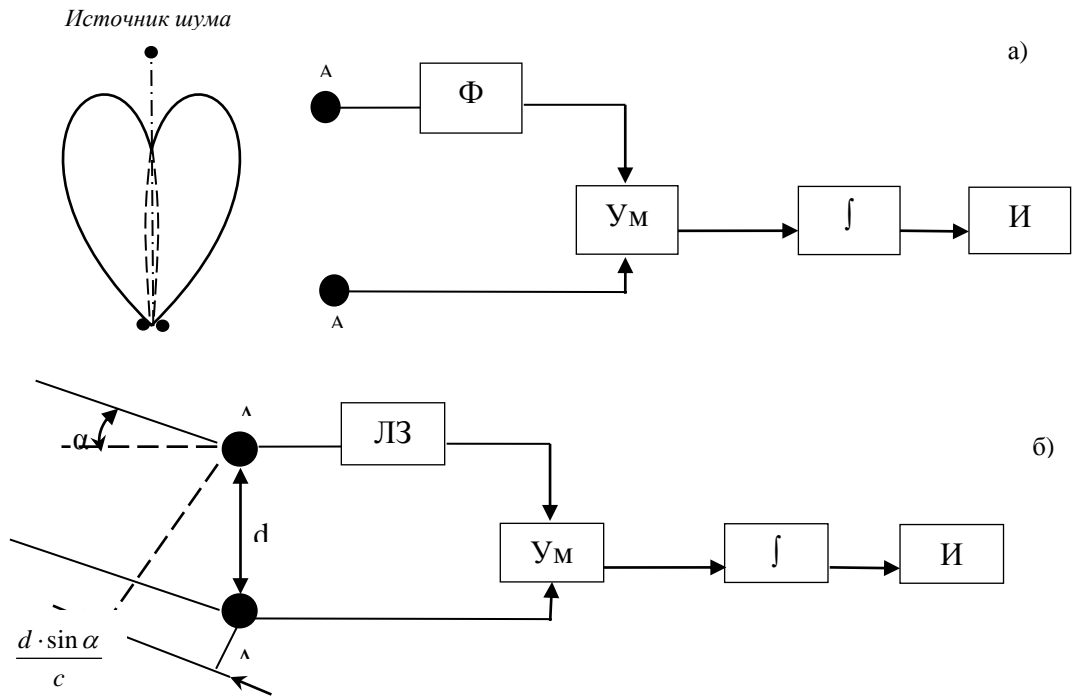 Источник шума
а)
А
Ф
Ум
∫
И
А
α
ЛЗ
б)
d
Ум
∫
И
d · sin α
c